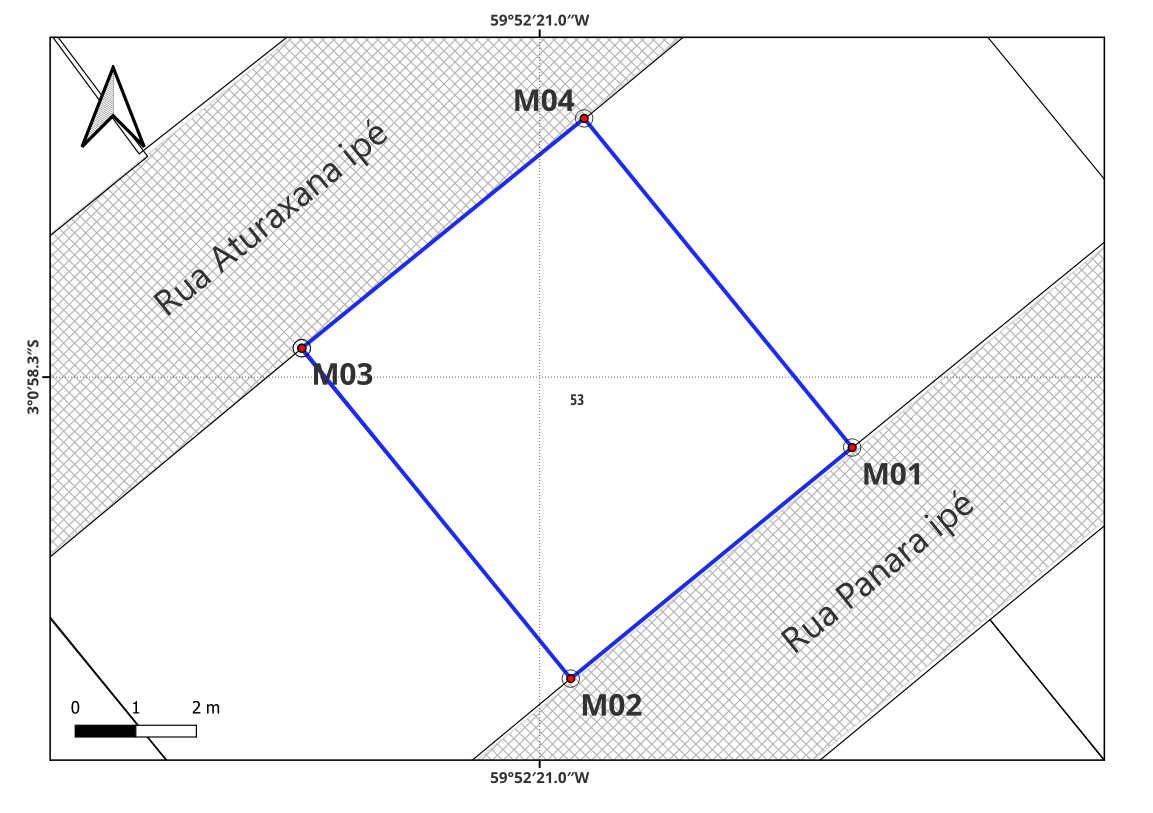 59°52′21.0″W
M04
Rua Aturaxana ipé
M03
3°0′58.3″S
53
M01
Rua Panara ipé
M02
0 1 2 m
59°52′21.0″W